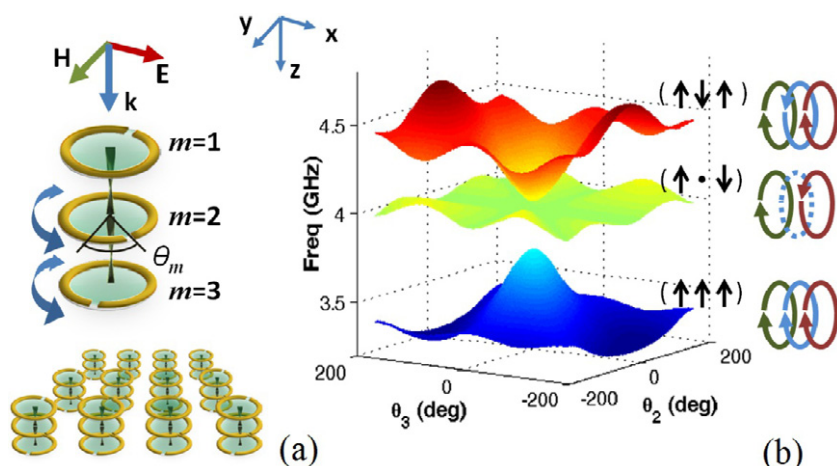 H
E
k
m=1
m=2
θm
m=3
(a)
y
x
z
Freq (GHz)
4.5
4
3.5
(↑↓↑)
(↑·↓)
(↑↑↑)
200
0
-200
θ3 (deg)
-200
0
200
θ2 (deg)
(b)